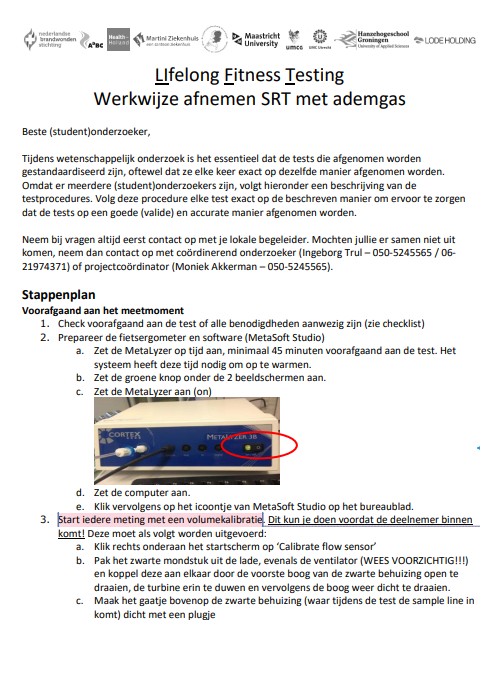 nederlandse
brandwonden
stichting
A°BC
Health
Holland
Martini Ziekenhuis
een santeon ziekenhuis
Maastricht
University
umcg
UMC Utrecht
Hanzehogeschool
Groningen
University of Applied Sciences
LODE HOLDING
LIfelong Fitness Testing
Werkwijze afnemen SRT met ademgas
Beste (student)onderzoeker,
Tijdens wetenschappelijk onderzoek is het essentieel dat de tests die afgenomen worden
gestandaardiseerd zijn, oftewel dat ze elke keer exact op dezelfde manier afgenomen worden.
Omdat er meerdere (student)onderzoekers zijn, volgt hieronder een beschrijving van de
testprocedures. Volg deze procedure elke test exact op de beschreven manier om ervoor te zorgen
dat de tests op een goede (valide) en accurate manier afgenomen worden.
Neem bij vragen altijd eerst contact op met je lokale begeleider. Mochten jullie er samen niet uit
komen, neem dan contact op met coördinerend onderzoeker (Ingeborg Trul – 050-5245565 / 06-
21974371) of projectcoördinator (Moniek Akkerman – 050-5245565).
Stappenplan
Voorafgaand aan het meetmoment
1. Check voorafgaand aan de test of alle benodigdheden aanwezig zijn (zie checklist)
2. Prepareer de fietsergometer en software (MetaSoft Studio)
a. Zet de MetaLyzer op tijd aan, minimaal 45 minuten voorafgaand aan de test. Het
systeem heeft deze tijd nodig om op te warmen.
b. Zet de groene knop onder de 2 beeldschermen aan.
c. Zet de MetaLyzer aan (on)
CORTEX
METALYZER 3B
d. Zet de computer aan.
e. Klik vervolgens op het icoontje van MetaSoft Studio op het bureaublad.
3. Start iedere meting met een volumekalibratie. Dit kun je doen voordat de deelnemer binnen
komt! Deze moet als volgt worden uitgevoerd:
a. Klik rechts onderaan het startscherm op ‘Calibrate flow sensor’
b. Pak het zwarte mondstuk uit de lade, evenals de ventilator (WEES VOORZICHTIG!!!)
en koppel deze aan elkaar door de voorste boog van de zwarte behuizing open te
draaien, de turbine erin te duwen en vervolgens de boog weer dicht te draaien.
c. Maak het gaatje bovenop de zwarte behuizing (waar tijdens de test de sample line in
komt) dicht met een plugje